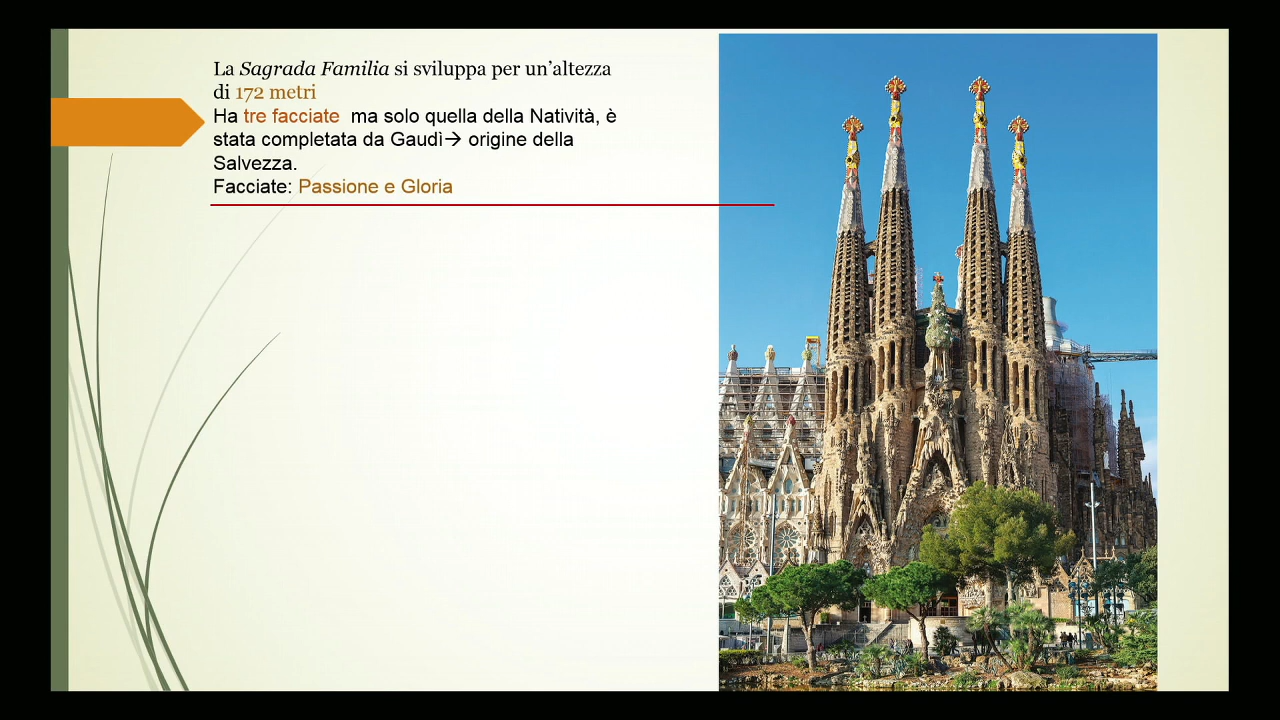 La Sagrada Familia si sviluppa per un’altezza
di 172 metri
Ha tre facciate  ma solo quella della Natività, è
stata completata da Gaudì→ origine della
Salvezza.
Facciate: Passione e Gloria